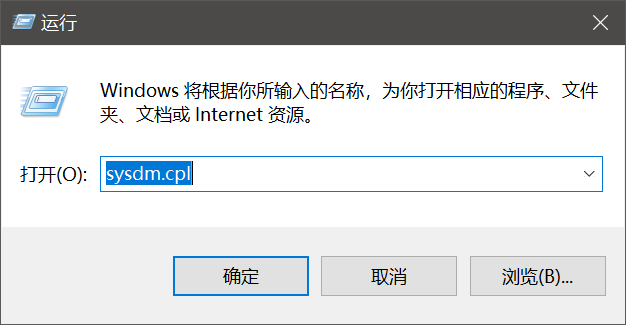 运行
Windows 将根据你所输入的名称，为你打开相应的程序、文件
夹、文档或 Internet 资源。
打开(O): sysdm.cpl
确定 取消 浏览(B)...